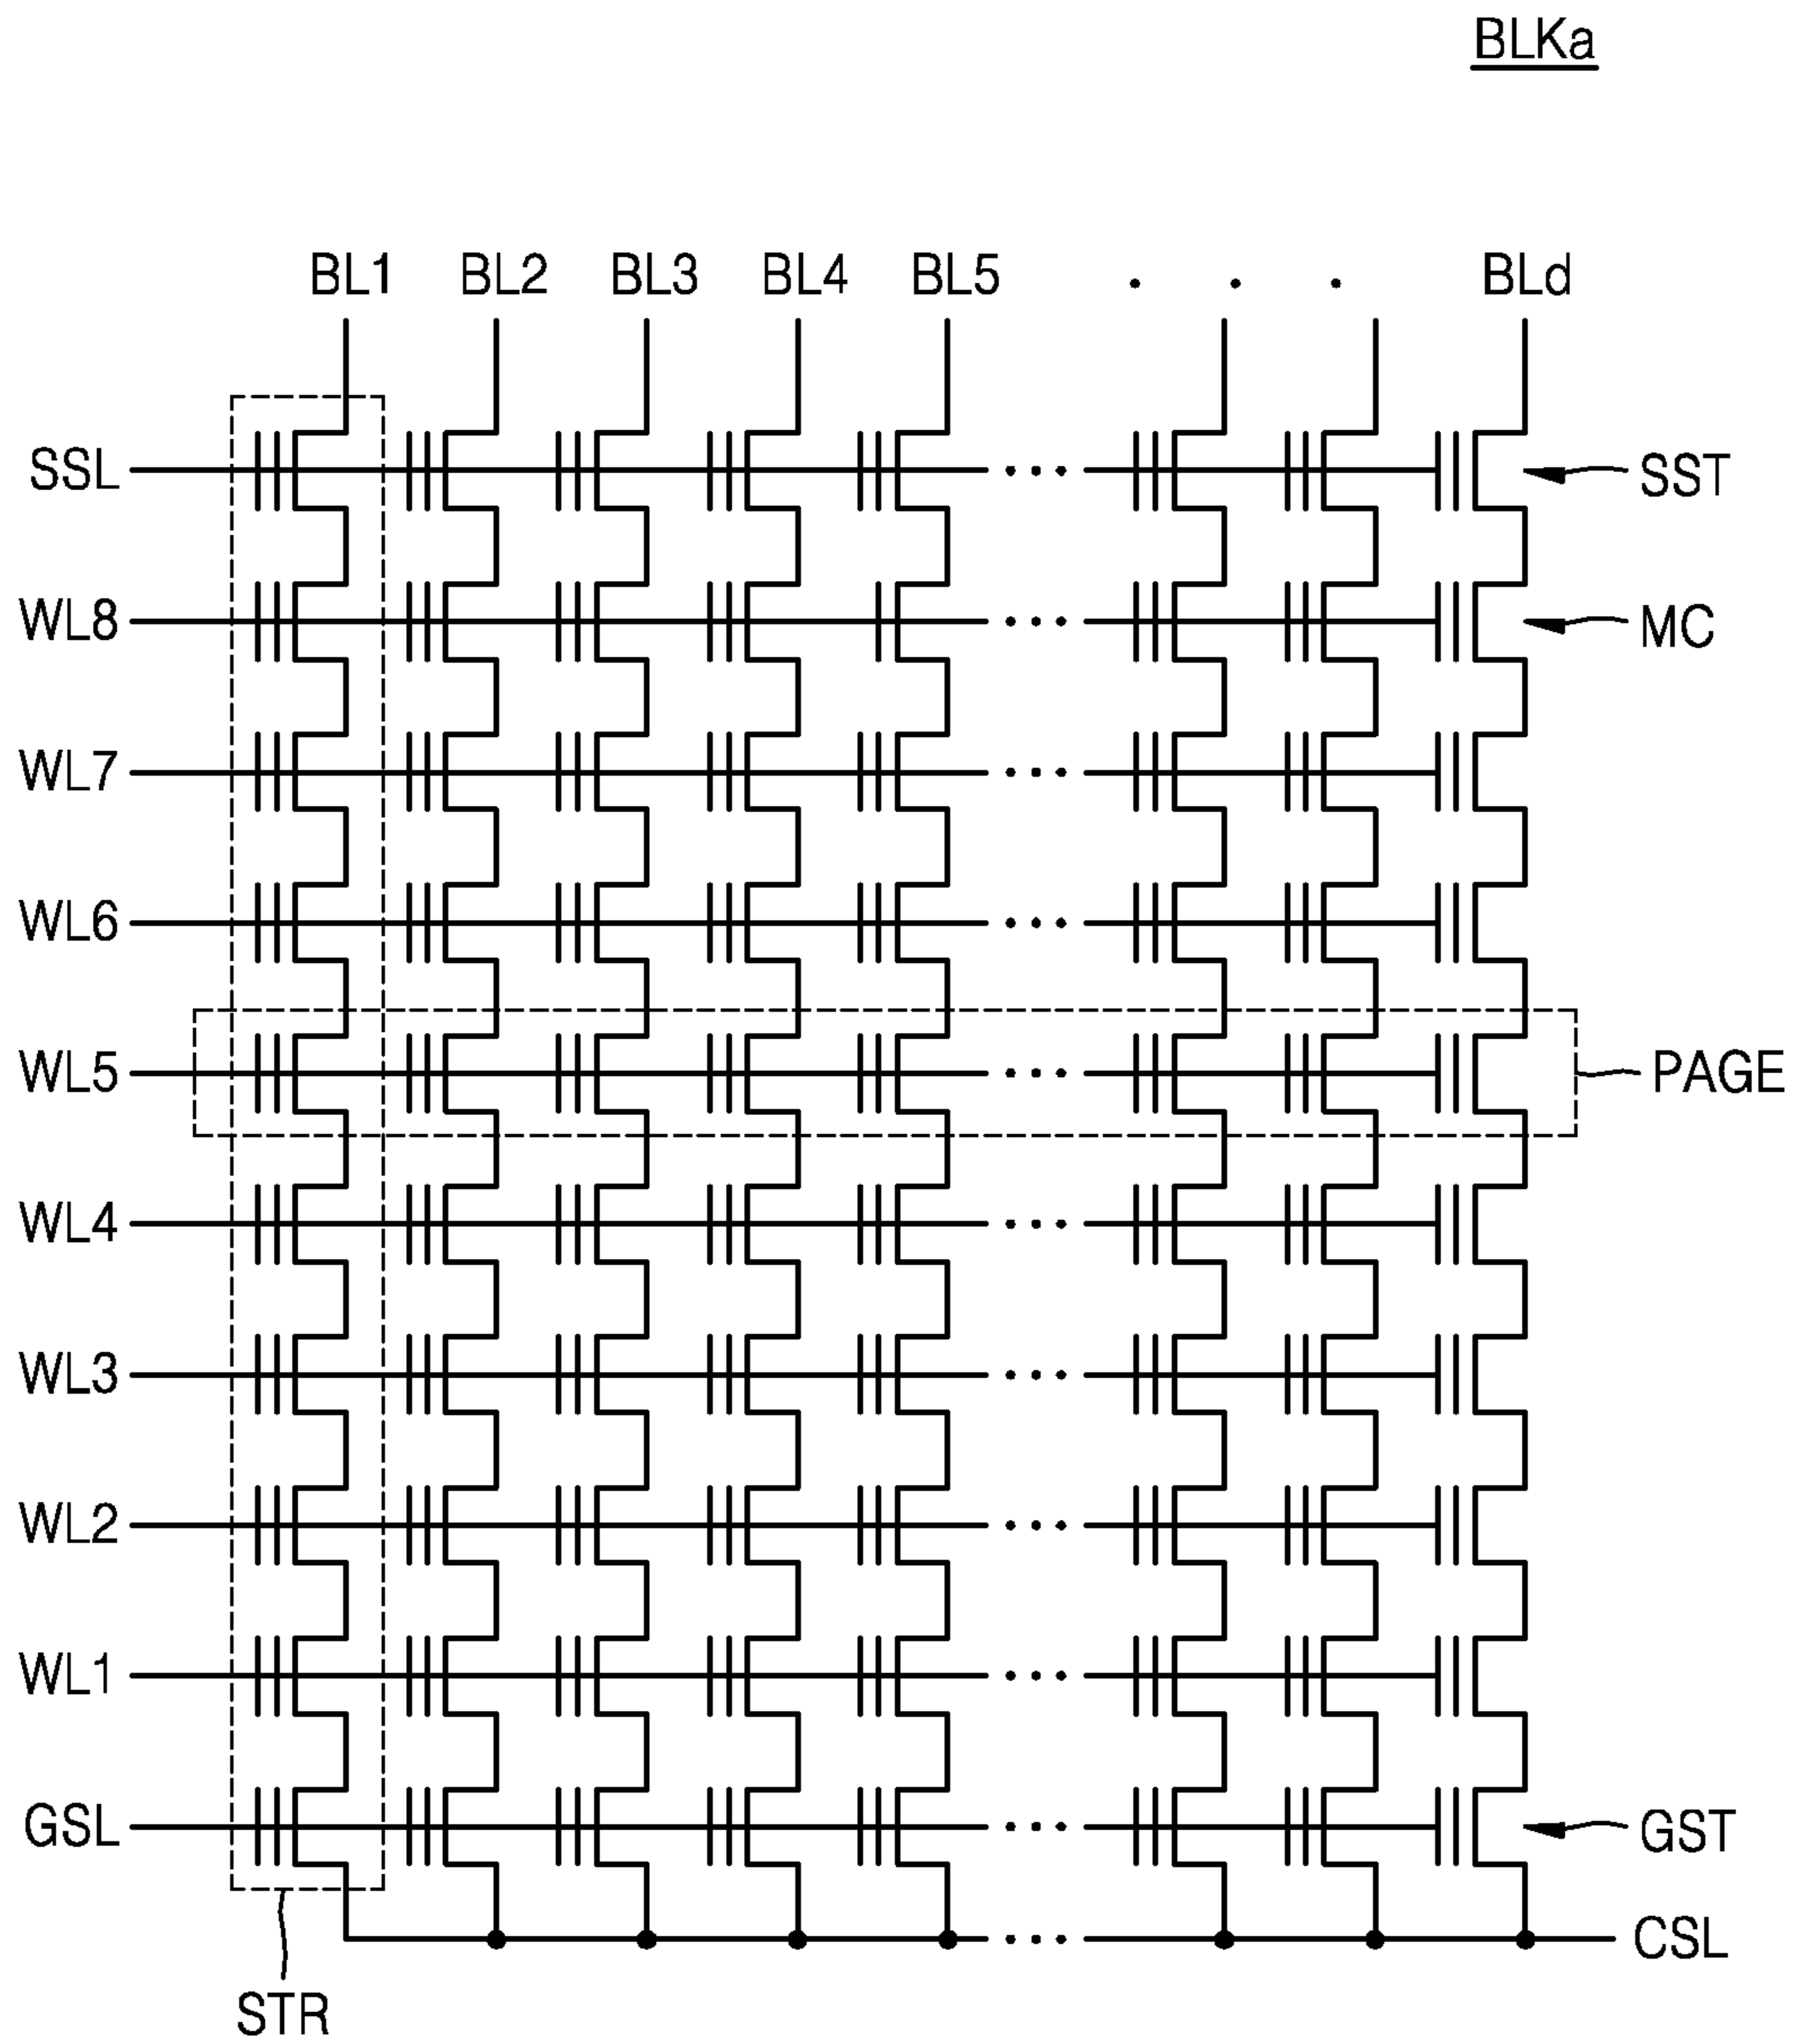 BLKa
BL1 BL2 BL3 BL4 BL5 . . . BLd
SSL ... SST
WL8 ... MC
WL7 ...
WL6 ...
WL5 ... PAGE
WL4 ...
WL3 ...
WL2 ...
WL1 ...
GSL ... GST
... CSL
STR